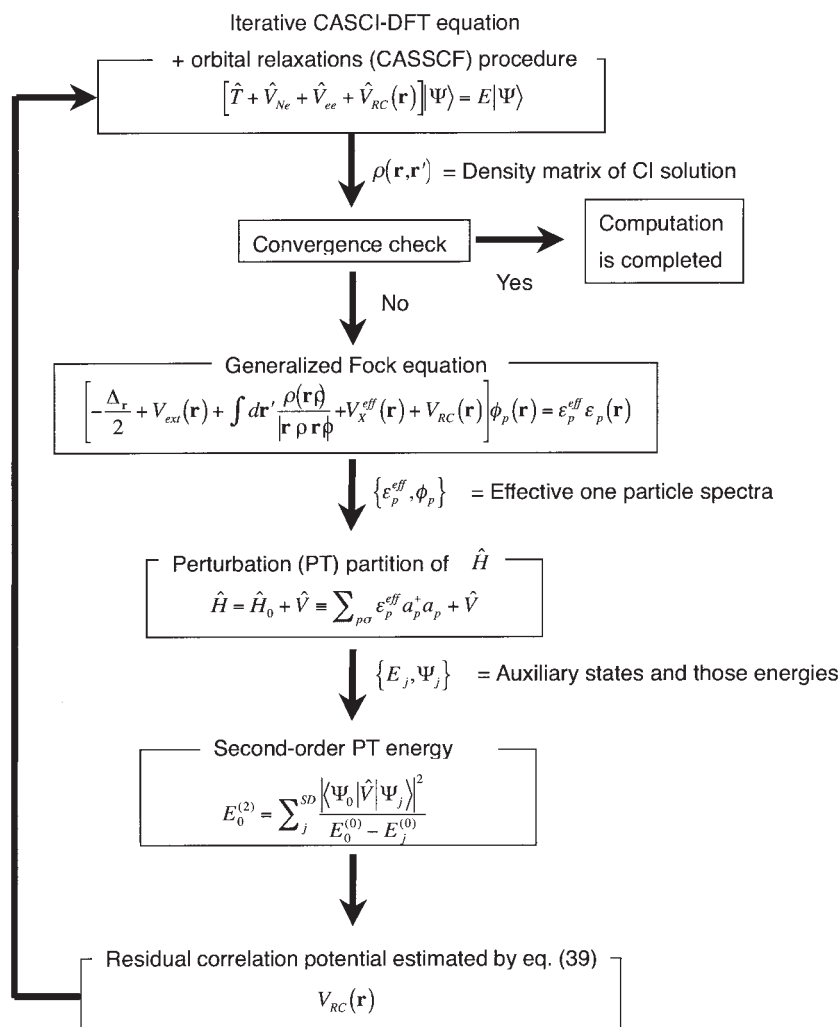 Iterative CASCI-DFT equation
+ orbital relaxations (CASSCF) procedure
[T̂ + V̂_Ne + V̂_ee + V̂_RC(r)]|Ψ⟩ = E|Ψ⟩
ρ(r,r′) = Density matrix of CI solution
Convergence check
Computation
is completed
Yes
No
Generalized Fock equation
[-Δ_r/2 + V_ext(r) + ∫dr′ ρ(rρ)/|r ρ rρ| +V_X^eff(r) + V_RC(r)]ϕ_p(r) = ε_p^eff ε_p(r)
{ε_p^eff, ϕ_p} = Effective one particle spectra
Perturbation (PT) partition of Ĥ
Ĥ = Ĥ_0 + V̂ ≡ ∑_pσ ε_p^eff a_p^+ a_p + V̂
{E_j, Ψ_j} = Auxiliary states and those energies
Second-order PT energy
E_0^(2) = ∑_j^SD |⟨Ψ_0|V̂|Ψ_j⟩|^2 / E_0^(0) − E_j^(0)
Residual correlation potential estimated by eq. (39)
V_RC(r)